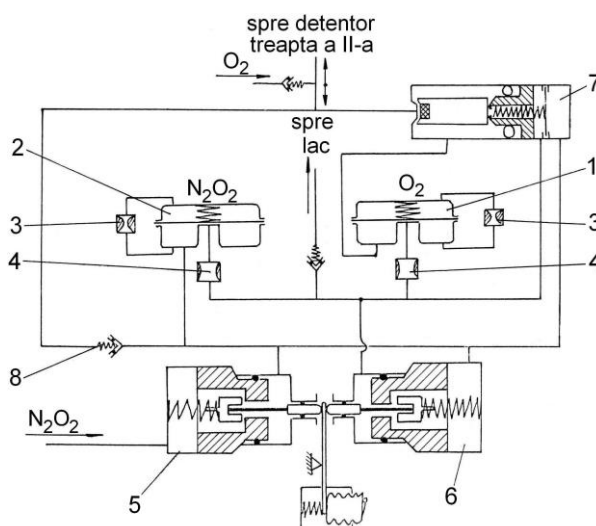 spre detentor
treapta a II-a
O₂
7
spre
lac
2
N₂O₂
O₂
1
3
3
4
4
8
N₂O₂
5
6